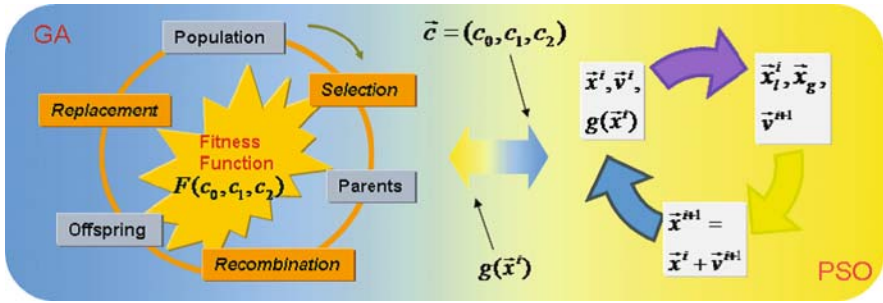 GA
Population
Selection
Replacement
Fitness
Function
F(c₀, c₁, c₂)
Parents
Offspring
Recombination
c⃗ = (c₀, c₁, c₂)
g(x⃗ⁱ)
x⃗ⁱ, v⃗ⁱ,
g(x⃗ⁱ)
x⃗ₗⁱ, x⃗g,
v⃗ⁱ⁺¹
x⃗ⁱ⁺¹ =
x⃗ⁱ + v⃗ⁱ⁺¹
PSO